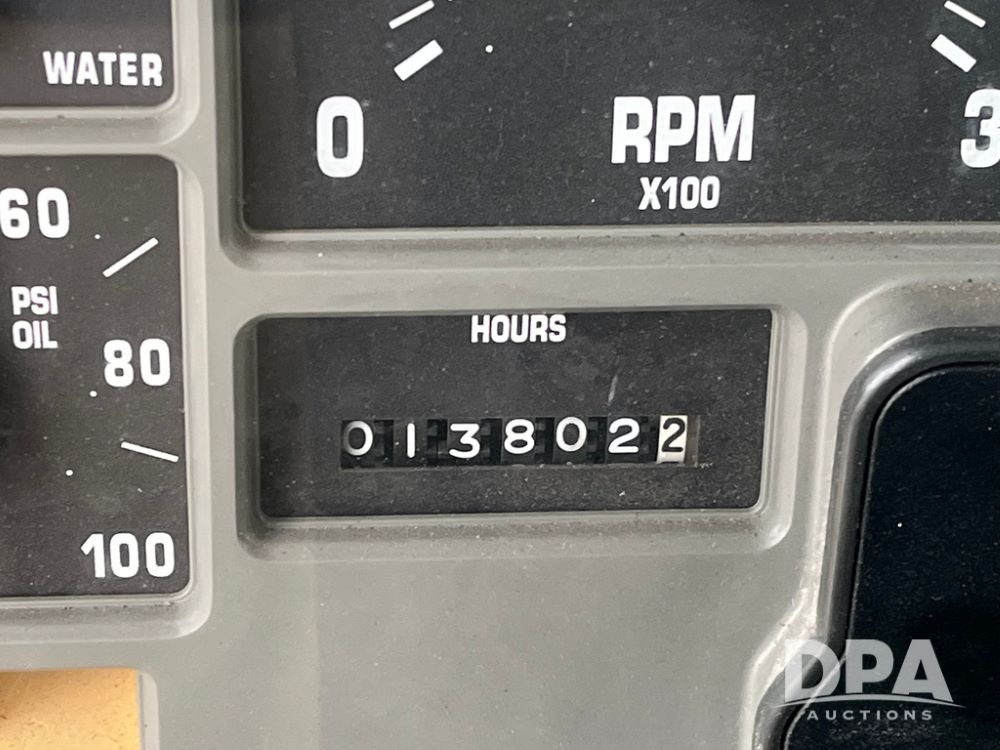 WATER
0
RPM
X100
3
60
PSI
OIL
80
100
HOURS
0138022
DPA
AUCTIONS